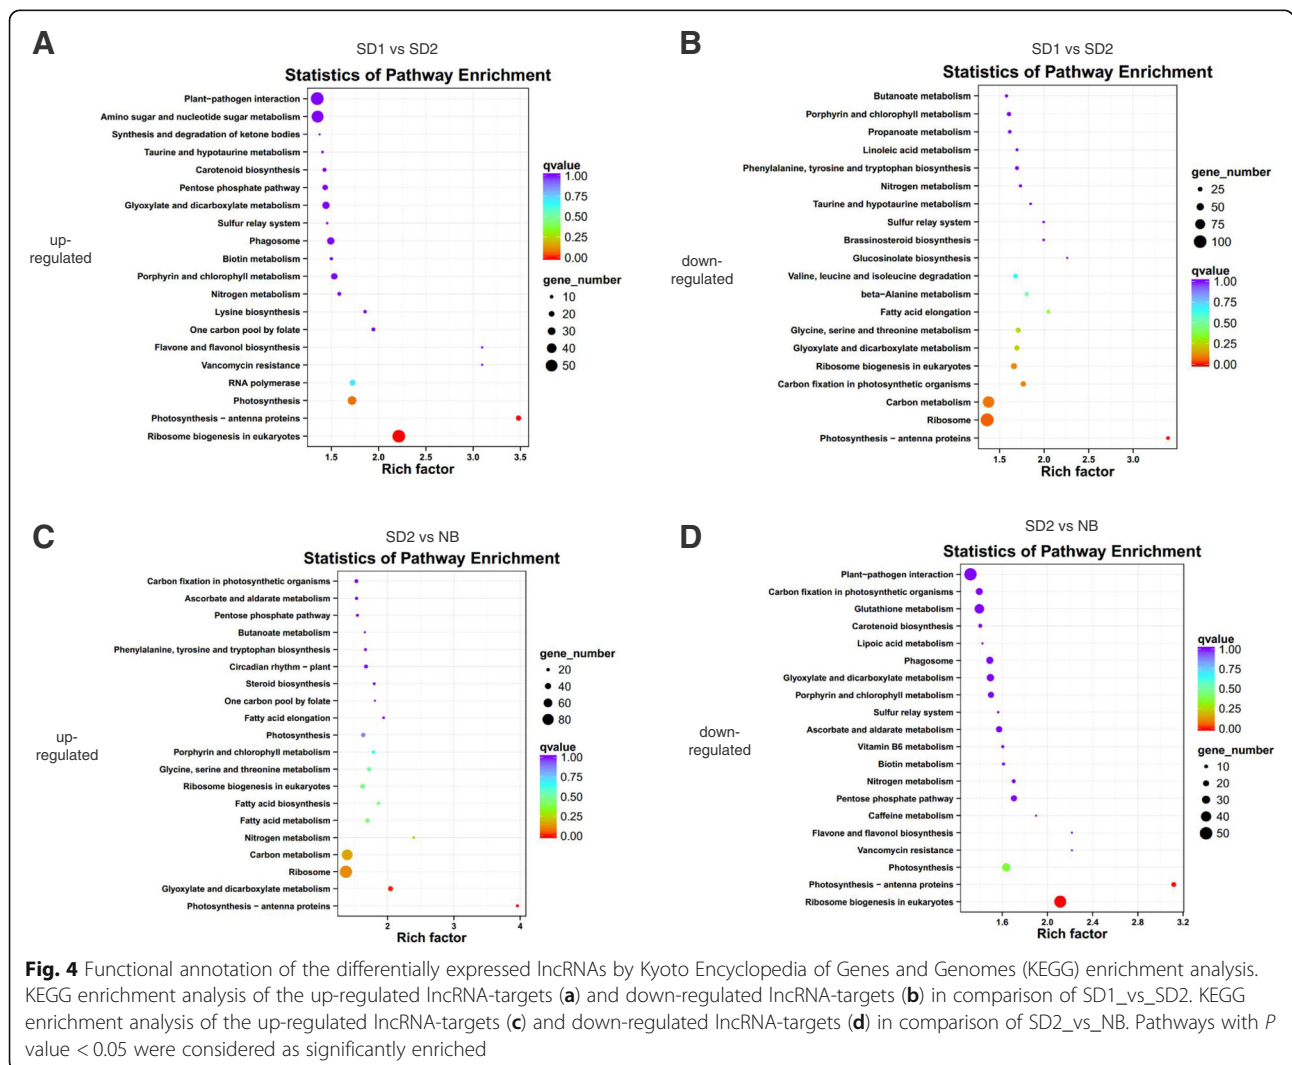 A
SD1 vs SD2
Statistics of Pathway Enrichment
up-
regulated
Plant−pathogen interaction
Amino sugar and nucleotide sugar metabolism
Synthesis and degradation of ketone bodies
Taurine and hypotaurine metabolism
Carotenoid biosynthesis
Pentose phosphate pathway
Glyoxylate and dicarboxylate metabolism
Sulfur relay system
Phagosome
Biotin metabolism
Porphyrin and chlorophyll metabolism
Nitrogen metabolism
Lysine biosynthesis
One carbon pool by folate
Flavone and flavonol biosynthesis
Vancomycin resistance
RNA polymerase
Photosynthesis
Photosynthesis − antenna proteins
Ribosome biogenesis in eukaryotes
1.5 2.0 2.5 3.0 3.5
Rich factor
qvalue
1.00
0.75
0.50
0.25
0.00
gene_number
10
20
30
40
50
B
SD1 vs SD2
Statistics of Pathway Enrichment
down-
regulated
Butanoate metabolism
Porphyrin and chlorophyll metabolism
Propanoate metabolism
Linoleic acid metabolism
Phenylalanine, tyrosine and tryptophan biosynthesis
Nitrogen metabolism
Taurine and hypotaurine metabolism
Sulfur relay system
Brassinosteroid biosynthesis
Glucosinolate biosynthesis
Valine, leucine and isoleucine degradation
beta−Alanine metabolism
Fatty acid elongation
Glycine, serine and threonine metabolism
Glyoxylate and dicarboxylate metabolism
Ribosome biogenesis in eukaryotes
Carbon fixation in photosynthetic organisms
Carbon metabolism
Ribosome
Photosynthesis − antenna proteins
1.5 2.0 2.5 3.0
Rich factor
gene_number
25
50
75
100
qvalue
1.00
0.75
0.50
0.25
0.00
C
SD2 vs NB
Statistics of Pathway Enrichment
up-
regulated
Carbon fixation in photosynthetic organisms
Ascorbate and aldarate metabolism
Pentose phosphate pathway
Butanoate metabolism
Phenylalanine, tyrosine and tryptophan biosynthesis
Circadian rhythm − plant
Steroid biosynthesis
One carbon pool by folate
Fatty acid elongation
Photosynthesis
Porphyrin and chlorophyll metabolism
Glycine, serine and threonine metabolism
Ribosome biogenesis in eukaryotes
Fatty acid biosynthesis
Fatty acid metabolism
Nitrogen metabolism
Carbon metabolism
Ribosome
Glyoxylate and dicarboxylate metabolism
Photosynthesis − antenna proteins
2 3 4
Rich factor
gene_number
20
40
60
80
qvalue
1.00
0.75
0.50
0.25
0.00
D
SD2 vs NB
Statistics of Pathway Enrichment
down-
regulated
Plant−pathogen interaction
Carbon fixation in photosynthetic organisms
Glutathione metabolism
Carotenoid biosynthesis
Lipoic acid metabolism
Phagosome
Glyoxylate and dicarboxylate metabolism
Porphyrin and chlorophyll metabolism
Sulfur relay system
Ascorbate and aldarate metabolism
Vitamin B6 metabolism
Biotin metabolism
Nitrogen metabolism
Pentose phosphate pathway
Caffeine metabolism
Flavone and flavonol biosynthesis
Vancomycin resistance
Photosynthesis
Photosynthesis − antenna proteins
Ribosome biogenesis in eukaryotes
1.6 2.0 2.4 2.8 3.2
Rich factor
qvalue
1.00
0.75
0.50
0.25
0.00
gene_number
10
20
30
40
50
Fig. 4 Functional annotation of the differentially expressed lncRNAs by Kyoto Encyclopedia of Genes and Genomes (KEGG) enrichment analysis.
KEGG enrichment analysis of the up-regulated lncRNA-targets (a) and down-regulated lncRNA-targets (b) in comparison of SD1_vs_SD2. KEGG
enrichment analysis of the up-regulated lncRNA-targets (c) and down-regulated lncRNA-targets (d) in comparison of SD2_vs_NB. Pathways with P
value < 0.05 were considered as significantly enriched